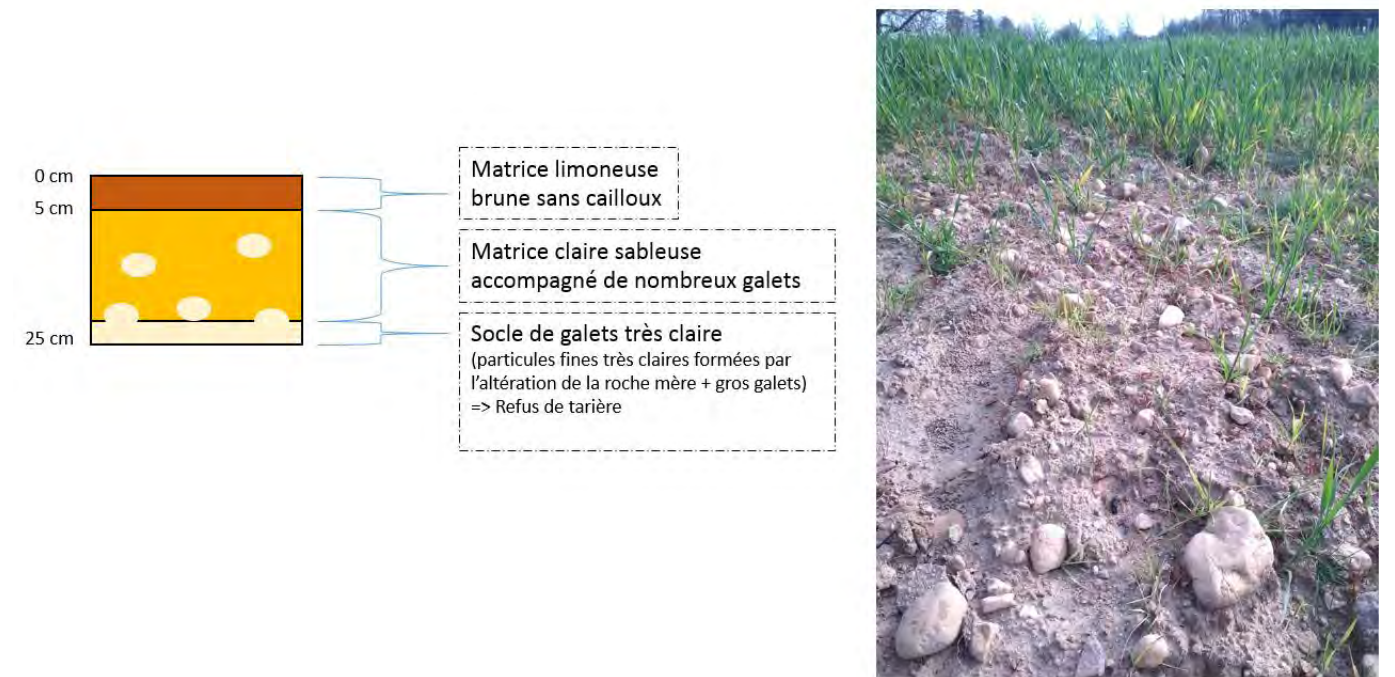 0 cm
5 cm
25 cm
Matrice limoneuse
brune sans cailloux
Matrice claire sableuse
accompagné de nombreux galets
Socle de galets très claire
(particules fines très claires formées par
l'altération de la roche mère + gros galets)
=> Refus de tarière